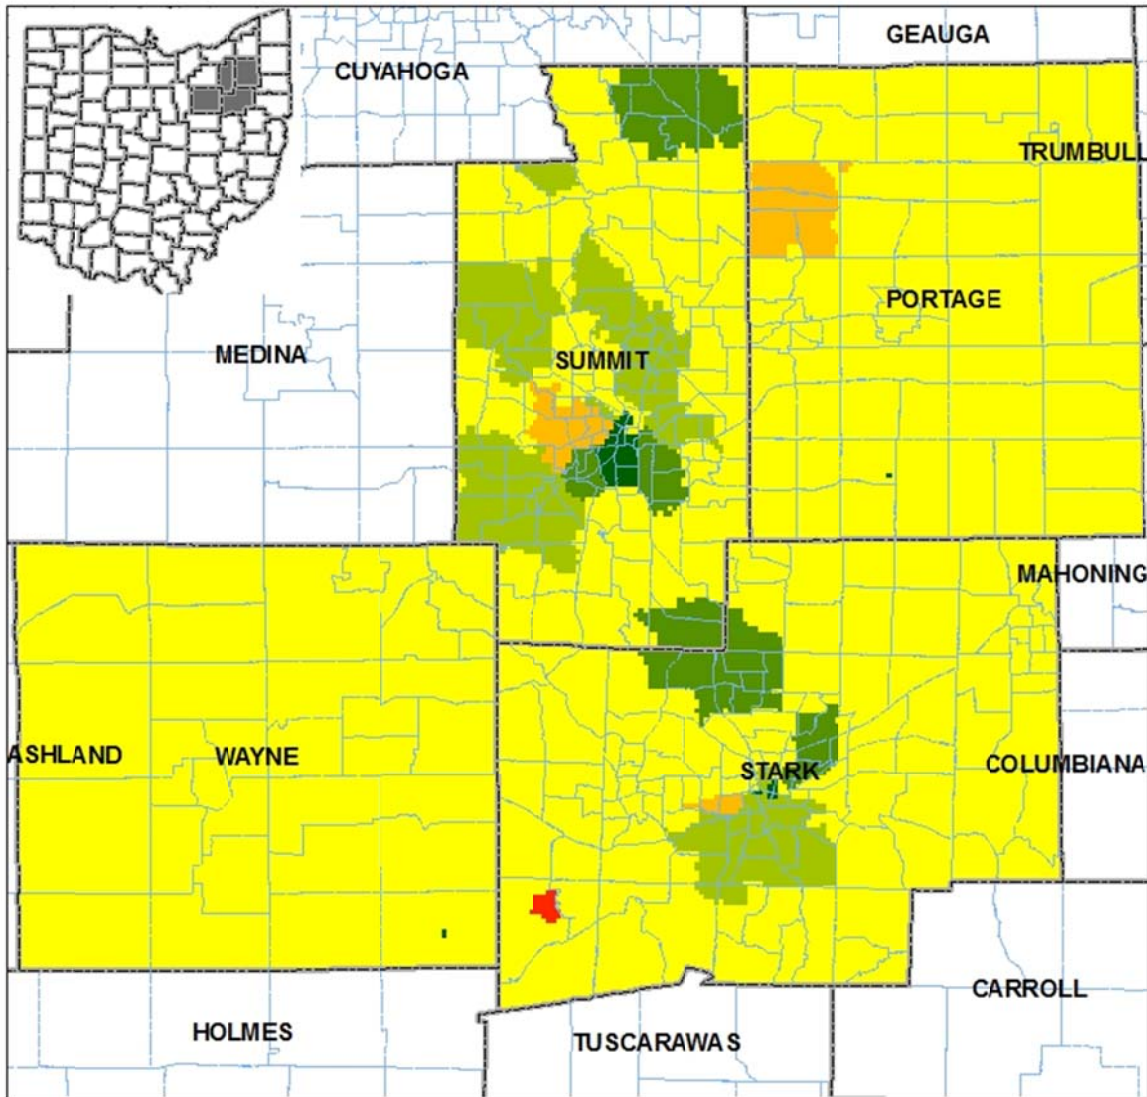 GEAUGA
CUYAHOGA
TRUMBULL
PORTAGE
MEDINA
SUMMIT
MAHONING
ASHLAND
WAYNE
STARK
COLUMBIANA
CARROLL
HOLMES
TUSCARAWAS